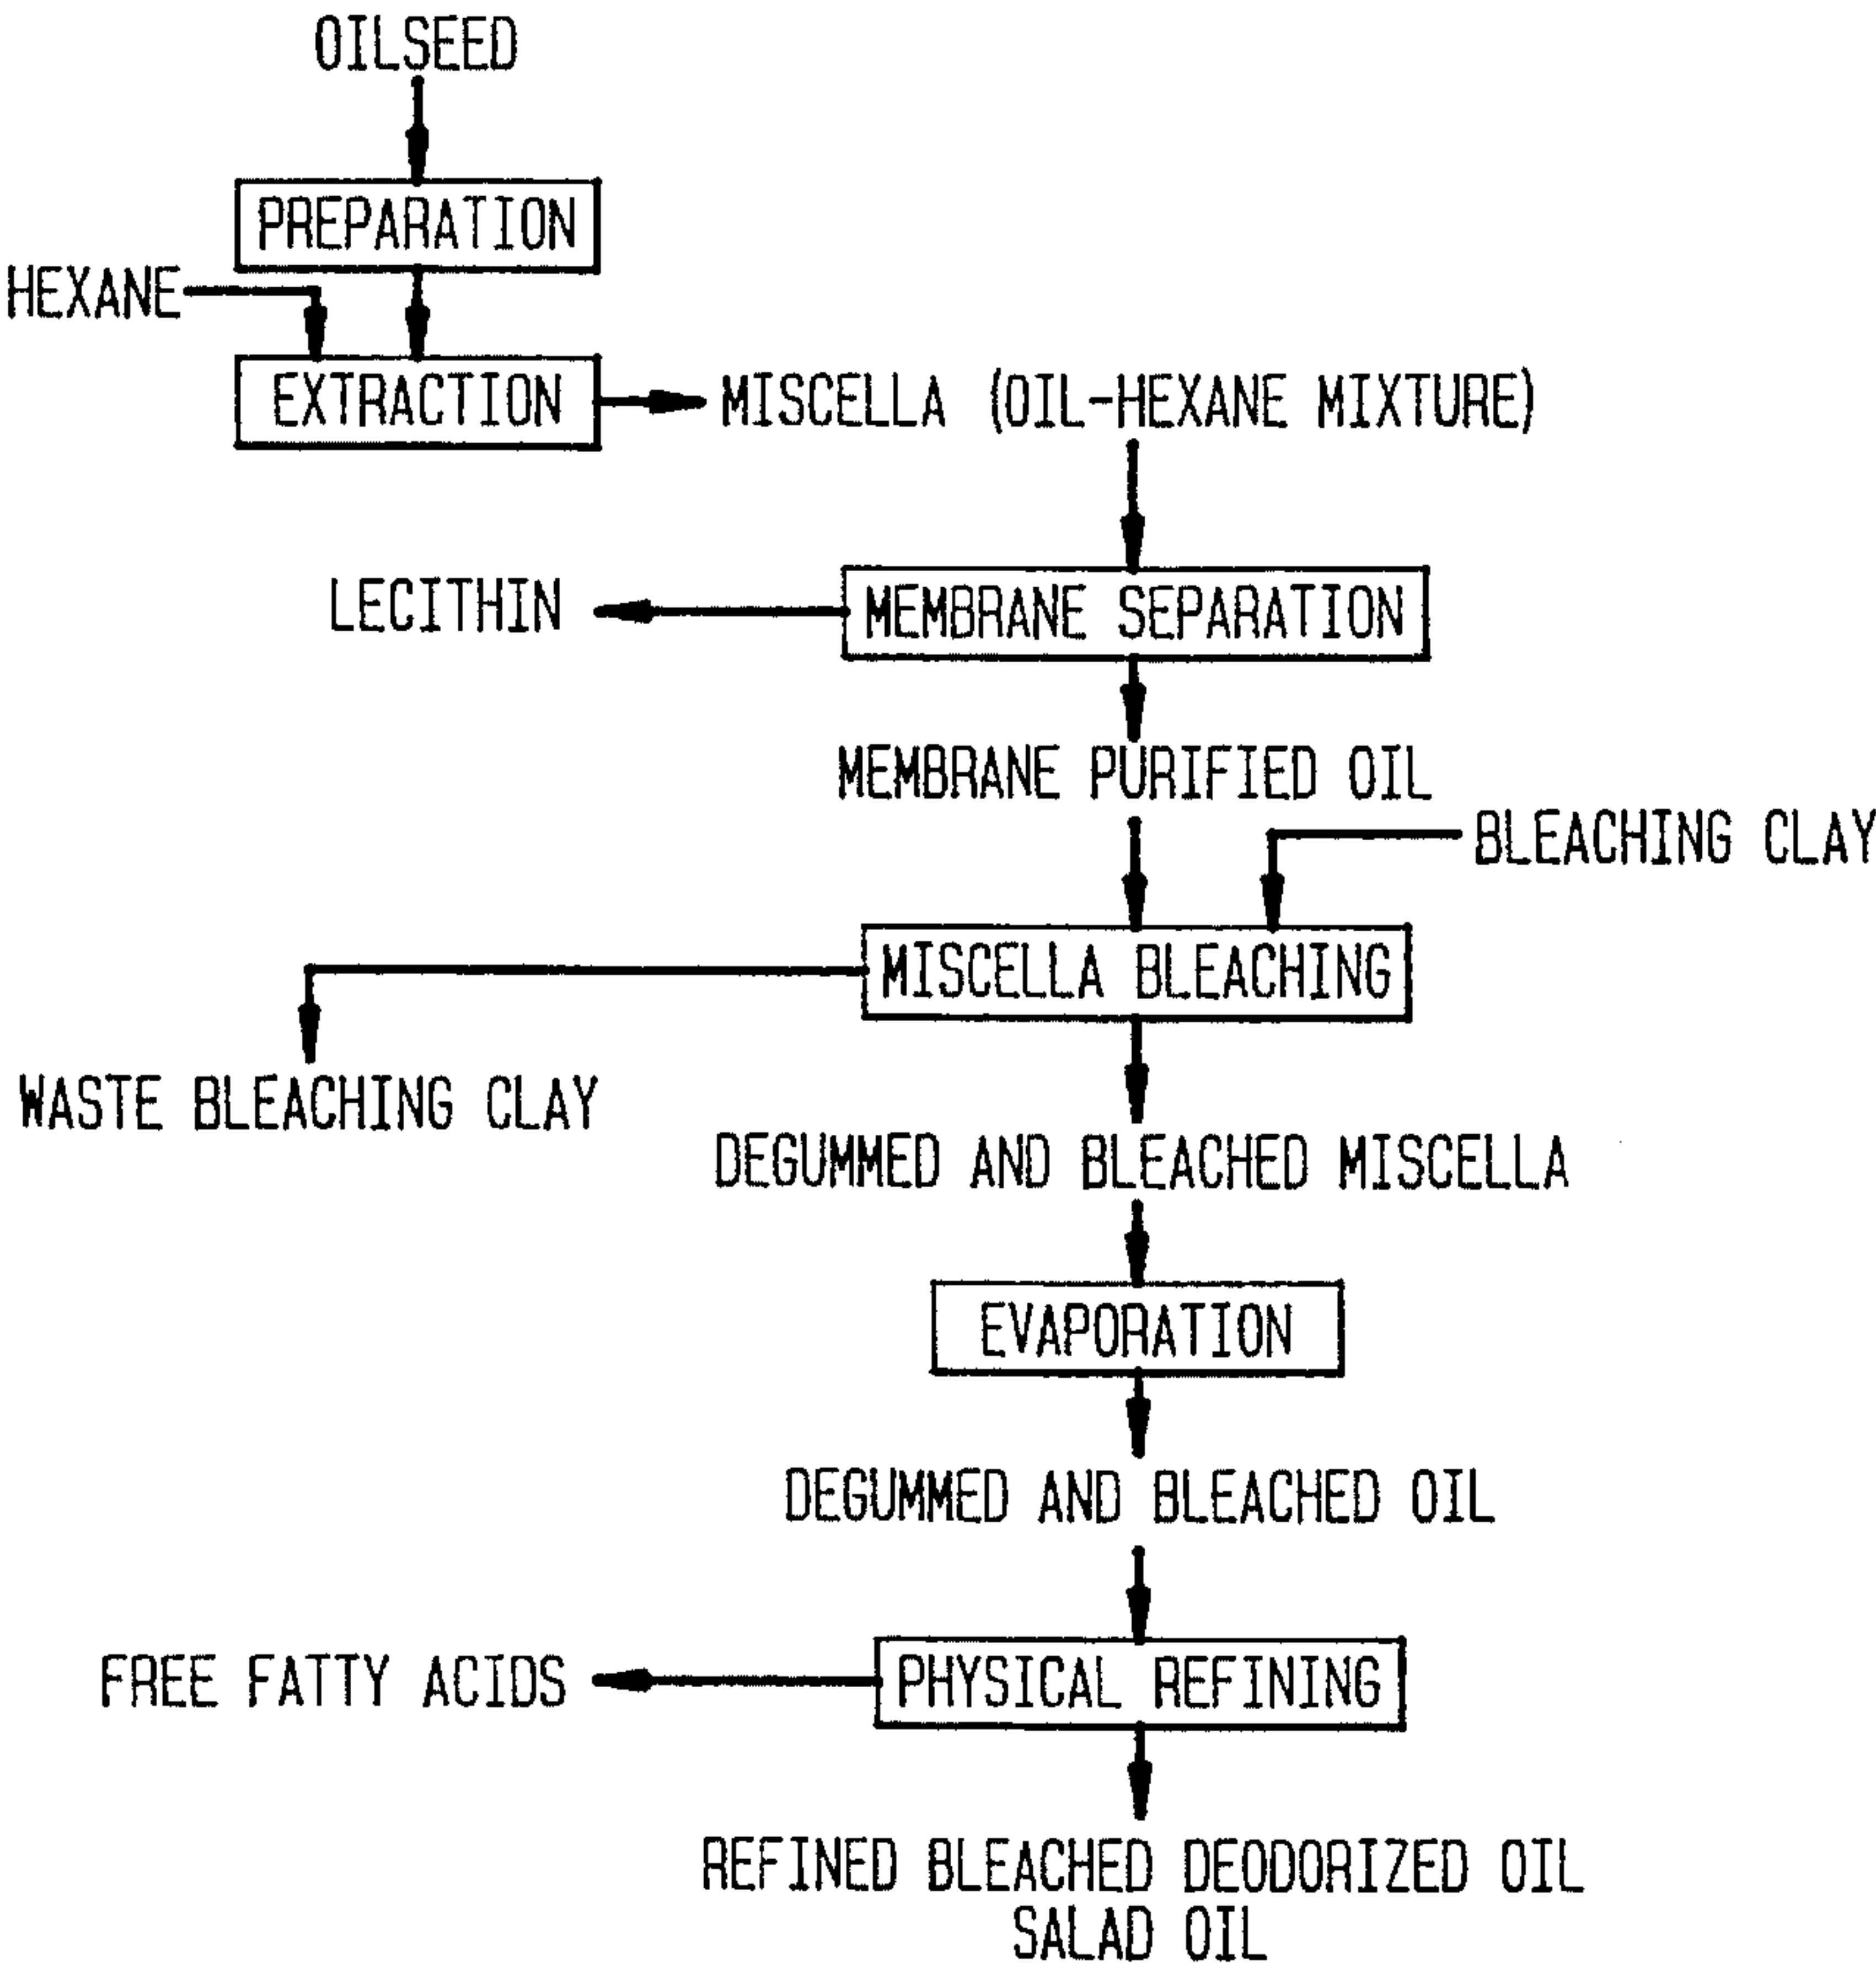 OILSEED
PREPARATION
HEXANE
EXTRACTION
MISCELLA (OIL-HEXANE MIXTURE)
LECITHIN
MEMBRANE SEPARATION
MEMBRANE PURIFIED OIL
BLEACHING CLAY
MISCELLA BLEACHING
WASTE BLEACHING CLAY
DEGUMMED AND BLEACHED MISCELLA
EVAPORATION
DEGUMMED AND BLEACHED OIL
FREE FATTY ACIDS
PHYSICAL REFINING
REFINED BLEACHED DEODORIZED OIL
SALAD OIL